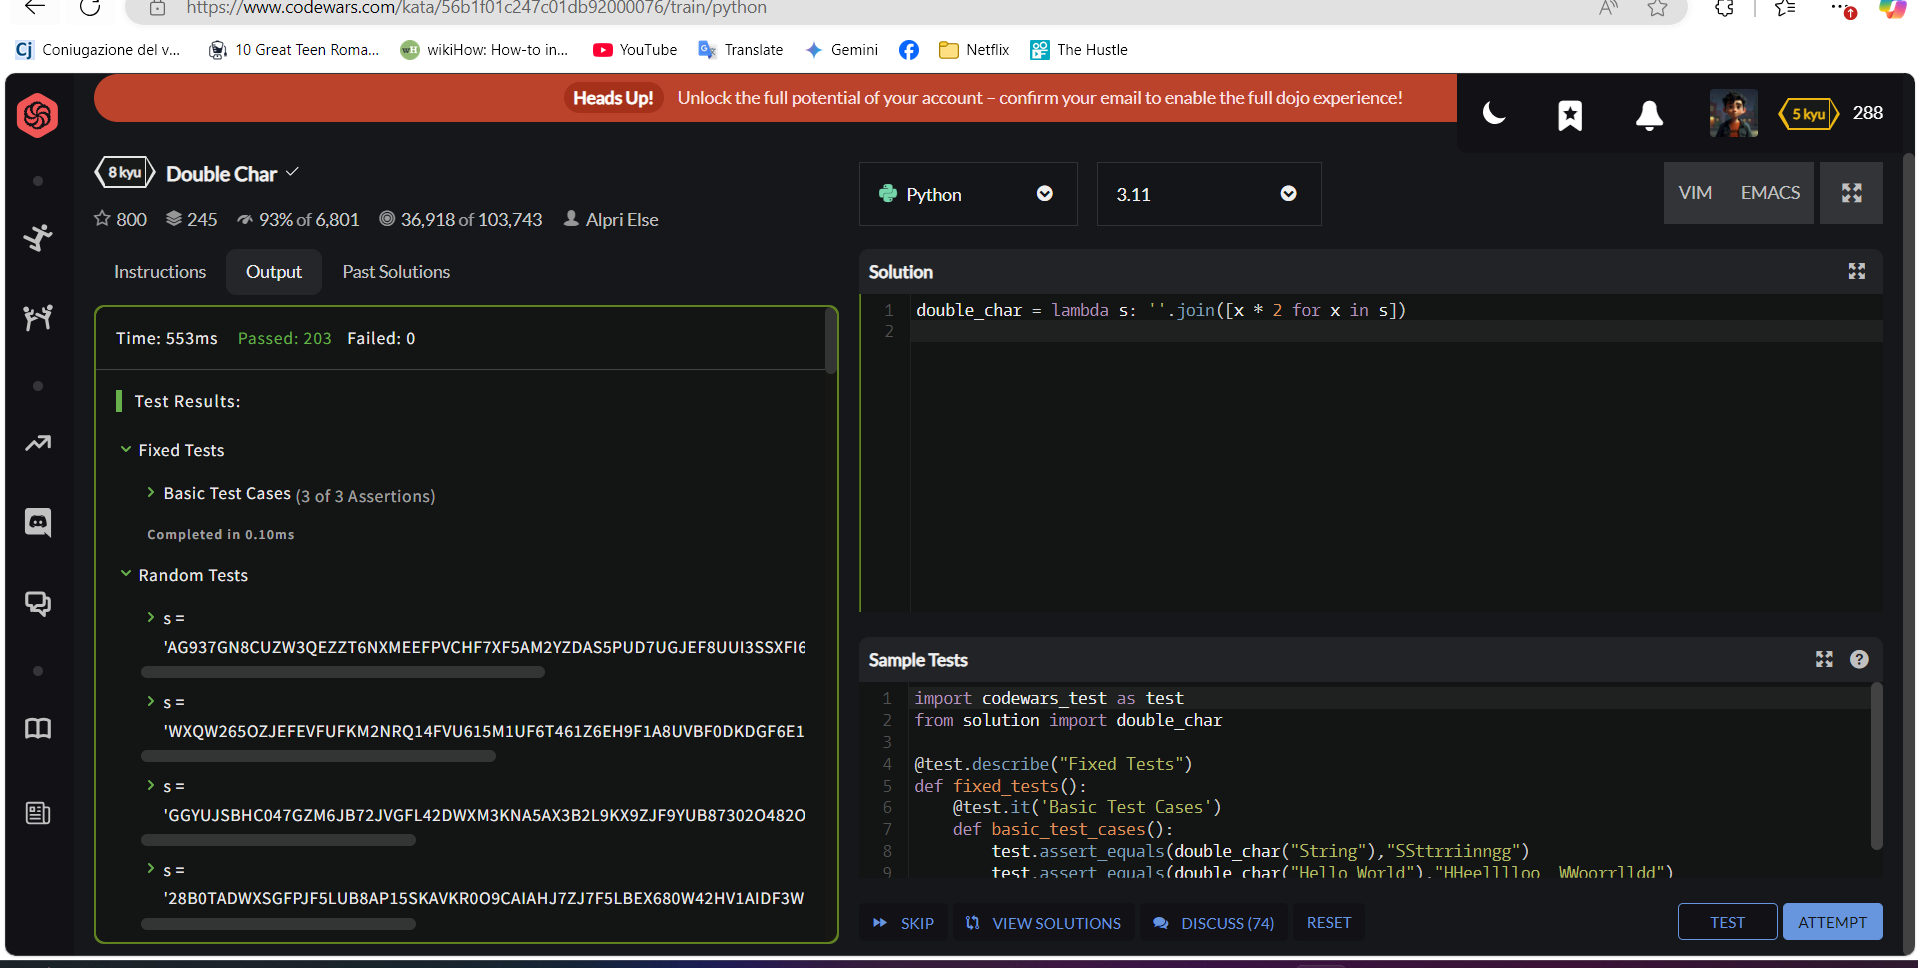 https://www.codewars.com/kata/56b1f01c247c01db92000076/train/python
Coniugazione del v... 10 Great Teen Roma... wikiHow: How-to in... YouTube Translate Gemini Netflix The Hustle
Heads Up! Unlock the full potential of your account – confirm your email to enable the full dojo experience!
5 kyu 288
8 kyu Double Char
800 245 93% of 6,801 36,918 of 103,743 Alpri Else
Instructions Output Past Solutions
Time: 553ms Passed: 203 Failed: 0
Test Results:
Fixed Tests
Basic Test Cases (3 of 3 Assertions)
Completed in 0.10ms
Random Tests
s =
'AG937GN8CUZW3QEZZT6NXMEEFPVCHF7XF5AM2YZDAS5PUD7UGJEF8UUI3SSXFI6
s =
'WXQW265OZJEFEVFUFKM2NRQ14FVU615M1UF6T461Z6EH9F1A8UVBF0DKDGF6E1
s =
'GGYUJSBHC047GZM6JB72JVGFL42DWXM3KNA5AX3B2L9KX9ZJF9YUB87302O482O
s =
'28B0TADWXSGFPJF5LUB8AP15SKAVKR0O9CAIAHJ7ZJ7F5LBEX680W42HV1AIDF3W
Python 3.11 VIM EMACS
Solution
1 double_char = lambda s: ''.join([x * 2 for x in s])
2
Sample Tests
1 import codewars_test as test
2 from solution import double_char
3
4 @test.describe("Fixed Tests")
5 def fixed_tests():
6 @test.it('Basic Test Cases')
7 def basic_test_cases():
8 test.assert_equals(double_char("String"),"SSttrriinngg")
9 test.assert_equals(double_char("Hello World"),"HHeelllloo  WWoorrlldd")
SKIP VIEW SOLUTIONS DISCUSS (74) RESET TEST ATTEMPT